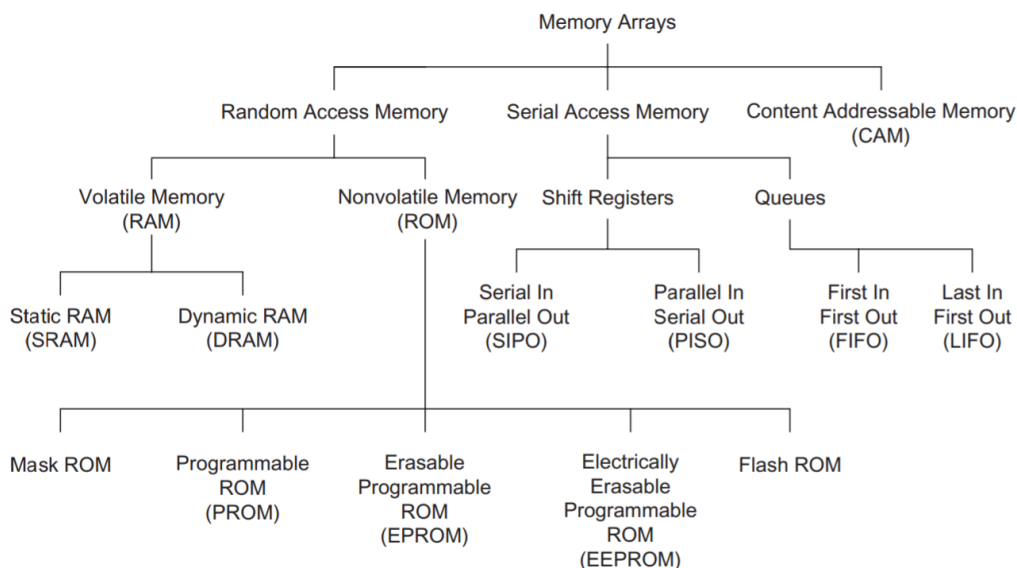 Memory Arrays
Random Access Memory
Serial Access Memory
Content Addressable Memory
(CAM)
Volatile Memory
(RAM)
Nonvolatile Memory
(ROM)
Shift Registers
Queues
Static RAM
(SRAM)
Dynamic RAM
(DRAM)
Serial In
Parallel Out
(SIPO)
Parallel In
Serial Out
(PISO)
First In
First Out
(FIFO)
Last In
First Out
(LIFO)
Mask ROM
Programmable
ROM
(PROM)
Erasable
Programmable
ROM
(EPROM)
Electrically
Erasable
Programmable
ROM
(EEPROM)
Flash ROM